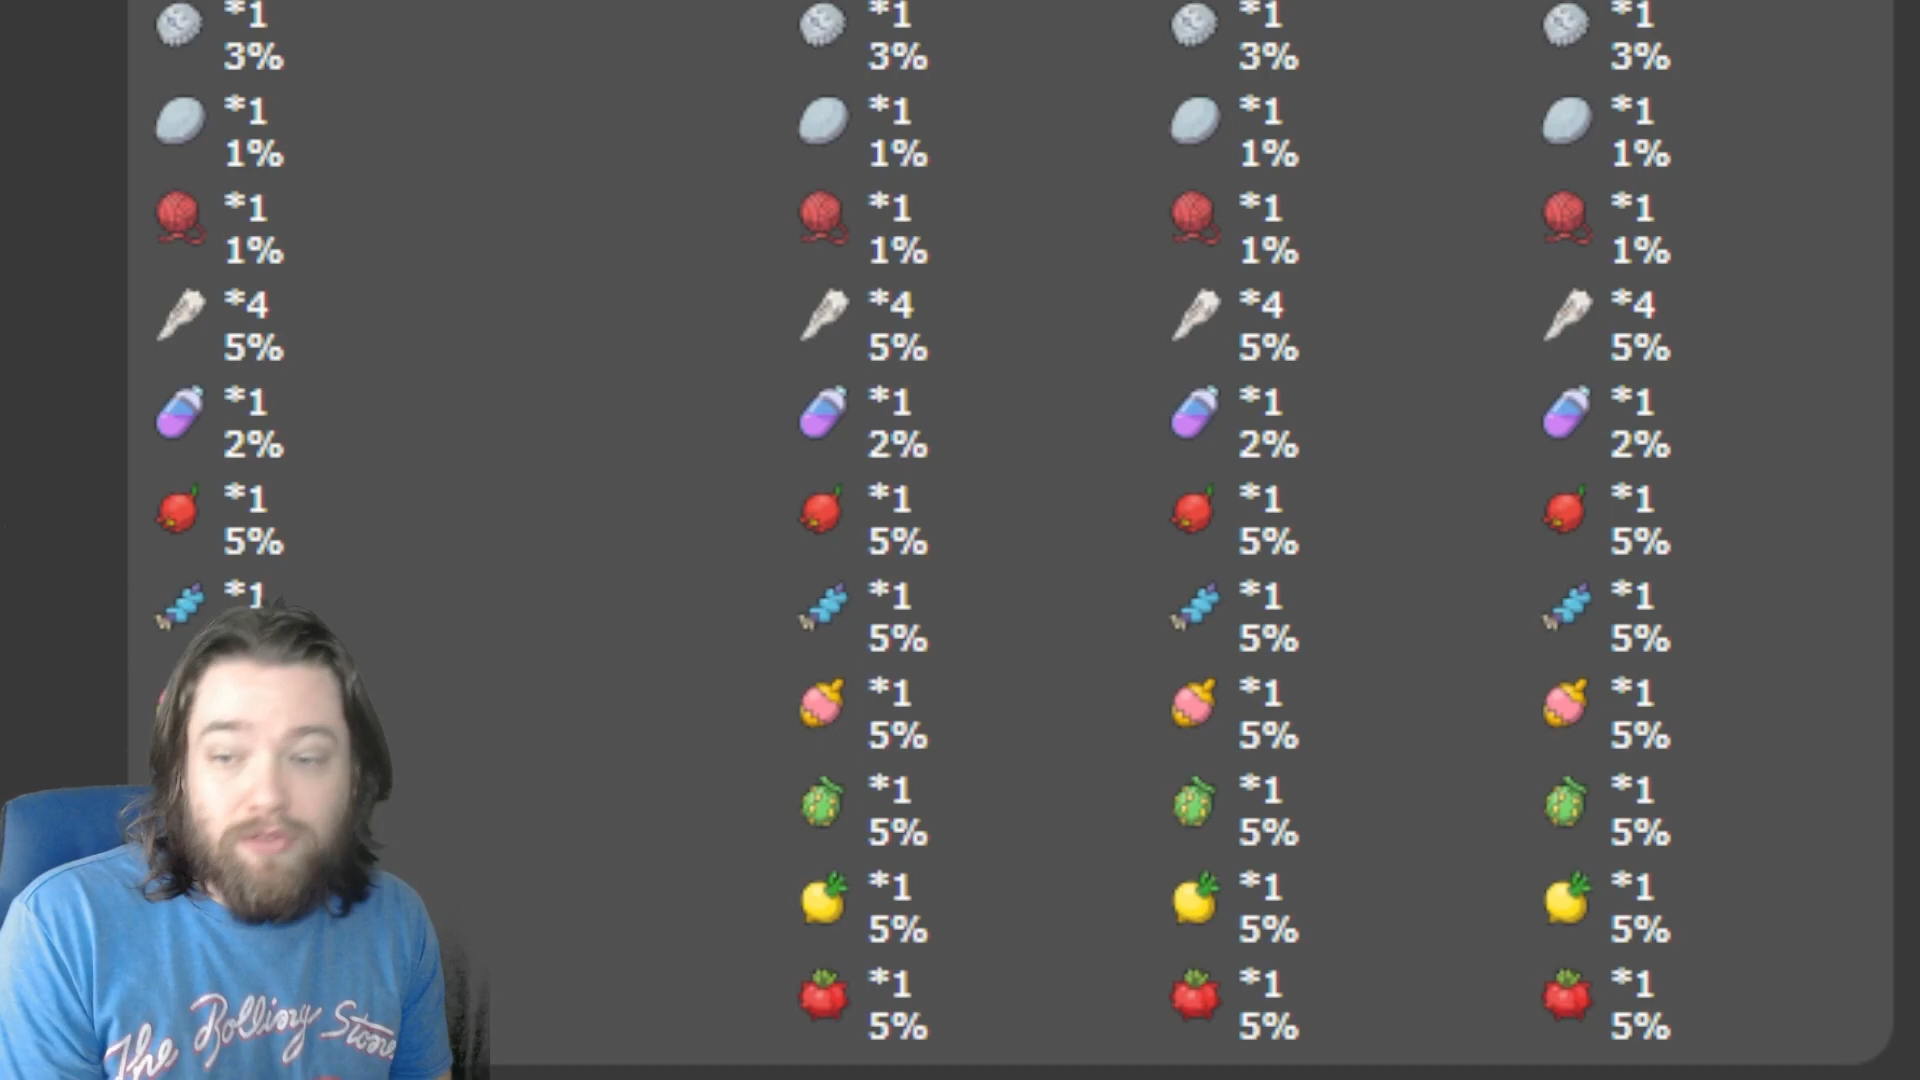 *1 *1 *1 *1
3% 3% 3% 3%
*1 *1 *1 *1
1% 1% 1% 1%
*1 *1 *1 *1
1% 1% 1% 1%
*4 *4 *4 *4
5% 5% 5% 5%
*1 *1 *1 *1
2% 2% 2% 2%
*1 *1 *1 *1
5% 5% 5% 5%
*1 *1 *1 *1
5% 5% 5%
*1 *1 *1
5% 5% 5%
*1 *1 *1
5% 5% 5%
*1 *1 *1
5% 5% 5%
*1 *1 *1
5% 5% 5%
The Rolling Stones